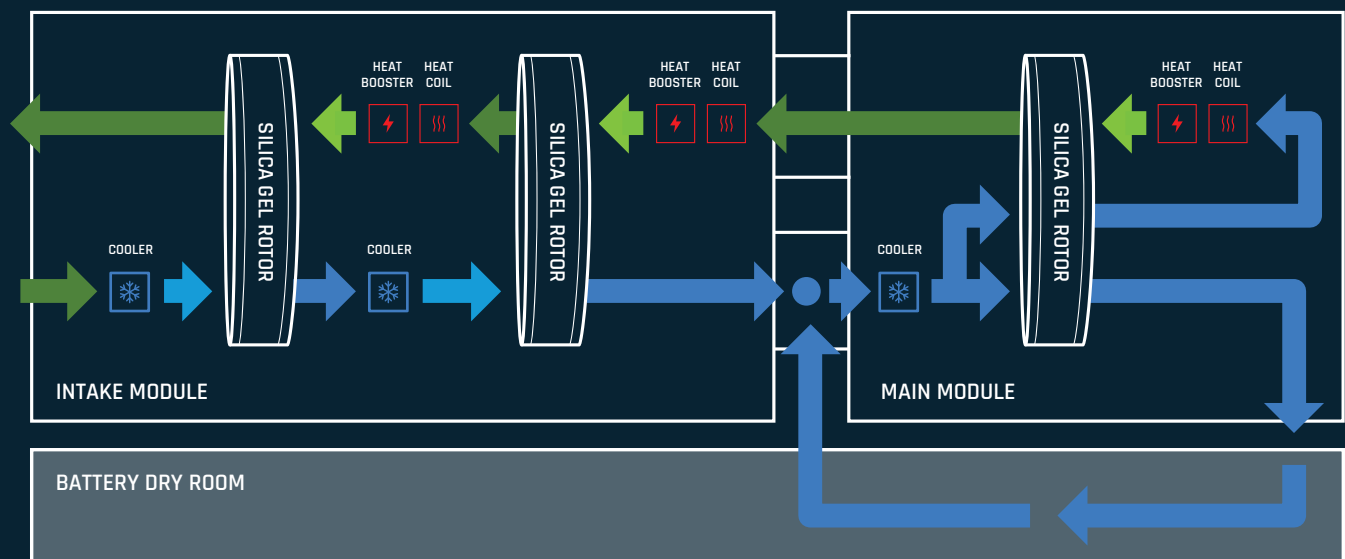 HEAT
BOOSTER
HEAT
COIL
HEAT
BOOSTER
HEAT
COIL
HEAT
BOOSTER
HEAT
COIL
SILICA GEL ROTOR
SILICA GEL ROTOR
SILICA GEL ROTOR
COOLER
COOLER
COOLER
INTAKE MODULE
MAIN MODULE
BATTERY DRY ROOM